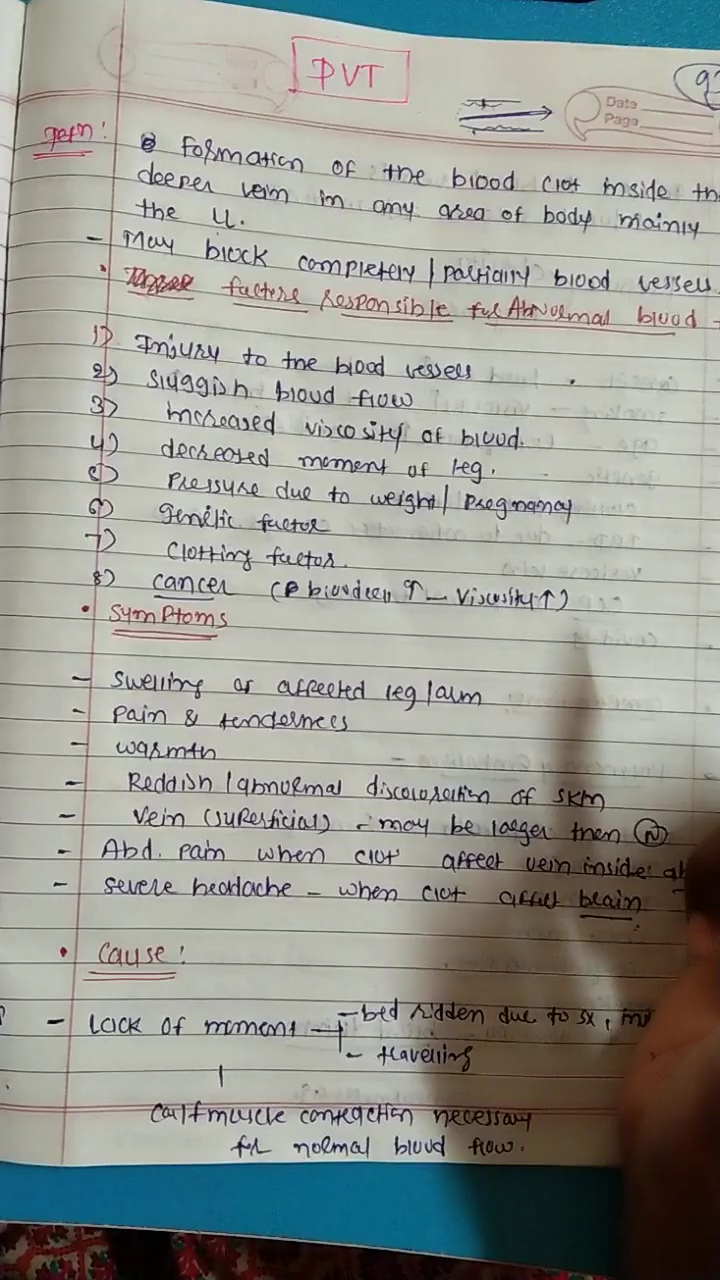 DVT
Date
Page
Defn:
Formation of the blood clot inside th
deeper vein in any area of body mainly
the LL.
- May block completely / partially blood vessels.
• factors responsible for Abnormal blood
1) Injury to the blood vessels
2) sluggish blood flow
3) increased viscosity of blood.
4) decreased moment of leg.
5) Pressure due to weight / Pregnancy
6) genetic factor
7) Clotting factor.
8) cancer ( ↑ - Viscosity ↑)
• Symptoms
- swelling of affected leg / arm
- pain & tenderness
- warmth
- Reddish / abnormal discoloration of skin
- Vein (superficial) - may be larger then (N)
- Abd. pain when clot affect vein inside
- severe headache - when clot affect brain
• Cause :
- Lack of moment - bed ridden due to sx,
- travelling
Calf muscle contraction necessary
for normal blood flow.